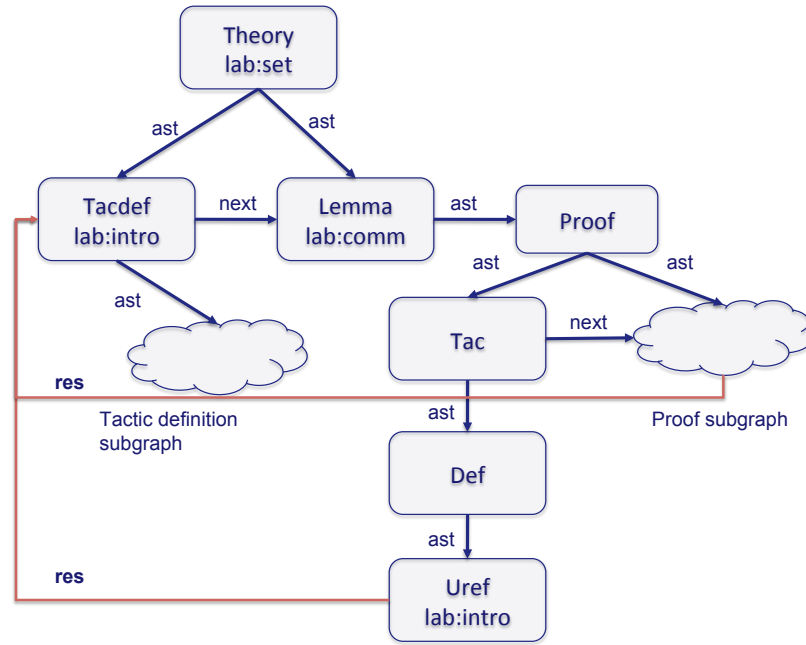 Theory
lab:set
ast
ast
Tacdef
lab:intro
next
Lemma
lab:comm
ast
Proof
ast
ast
ast
Tac
next
res
Tactic definition
subgraph
ast
Proof subgraph
Def
ast
res
Uref
lab:intro